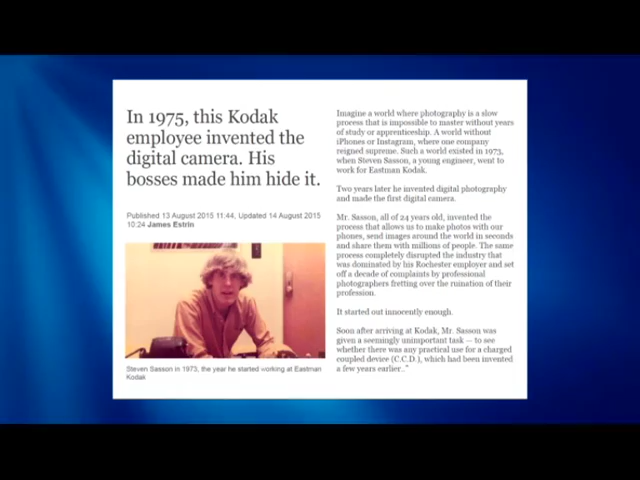 In 1975, this Kodak
employee invented the
digital camera. His
bosses made him hide it.
Published 13 August 2015 11:44, Updated 14 August 2015
10:24 James Estrin
Steven Sasson in 1973, the year he started working at Eastman
Kodak
Imagine a world where photography is a slow
process that is impossible to master without years
of study or apprenticeship. A world without
iPhones or Instagram, where one company
reigned supreme. Such a world existed in 1973,
when Steven Sasson, a young engineer, went to
work for Eastman Kodak.
Two years later he invented digital photography
and made the first digital camera.
Mr. Sasson, all of 24 years old, invented the
process that allows us to make photos with our
phones, send images around the world in seconds
and share them with millions of people. The same
process completely disrupted the industry that
was dominated by his Rochester employer and set
off a decade of complaints by professional
photographers fretting over the ruination of their
profession.
It started out innocently enough.
Soon after arriving at Kodak, Mr. Sasson was
given a seemingly unimportant task — to see
whether there was any practical use for a charged
coupled device (C.C.D.), which had been invented
a few years earlier.."